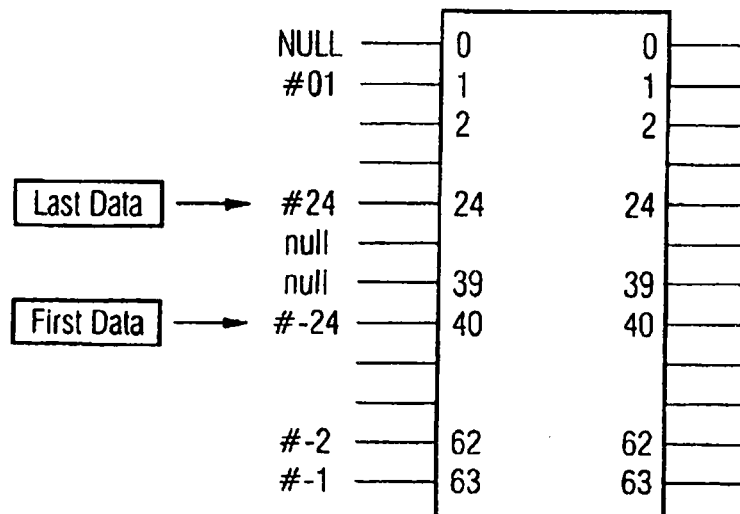 NULL 0 0
#01 1 1
2 2
Last Data #24 24 24
null
null 39 39
First Data #-24 40 40
#-2 62 62
#-1 63 63